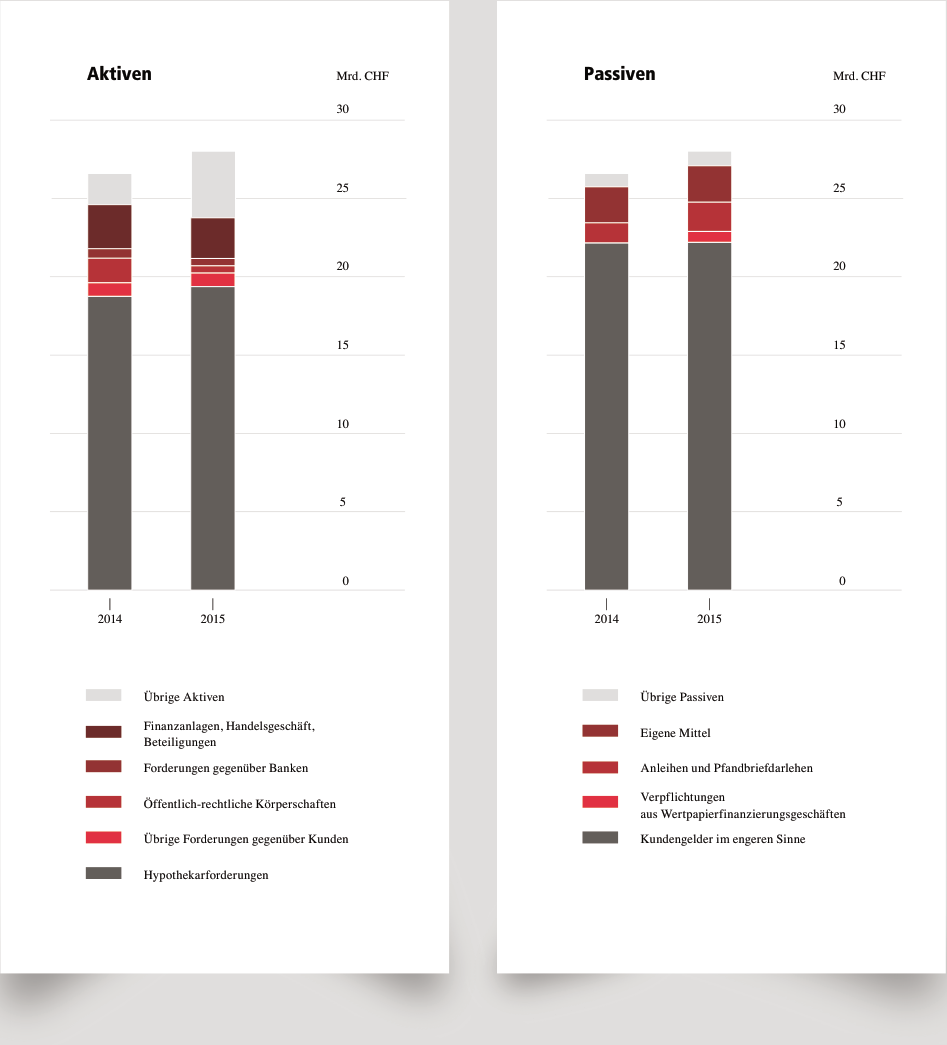 Aktiven
Mrd. CHF
30
25
20
15
10
5
0
2014
2015
Übrige Aktiven
Finanzanlagen, Handelsgeschäft,
Beteiligungen
Forderungen gegenüber Banken
Öffentlich-rechtliche Körperschaften
Übrige Forderungen gegenüber Kunden
Hypothekarforderungen
Passiven
Mrd. CHF
30
25
20
15
10
5
0
2014
2015
Übrige Passiven
Eigene Mittel
Anleihen und Pfandbriefdarlehen
Verpflichtungen
aus Wertpapierfinanzierungsgeschäften
Kundengelder im engeren Sinne